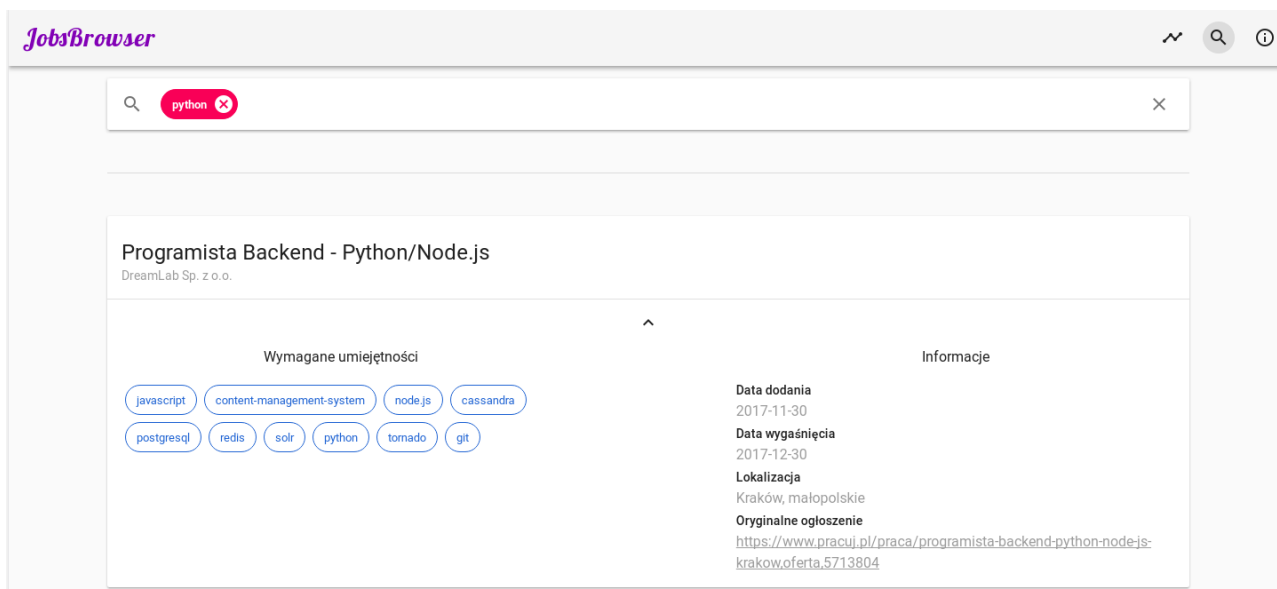 JobsBrowser
python
Programista Backend - Python/Node.js
DreamLab Sp. z o.o.
Wymagane umiejętności
javascript content-management-system node.js cassandra
postgresql redis solr python tornado git
Informacje
Data dodania
2017-11-30
Data wygaśnięcia
2017-12-30
Lokalizacja
Kraków, małopolskie
Oryginalne ogłoszenie
https://www.pracuj.pl/praca/programista-backend-python-node-js-
krakow,oferta,5713804